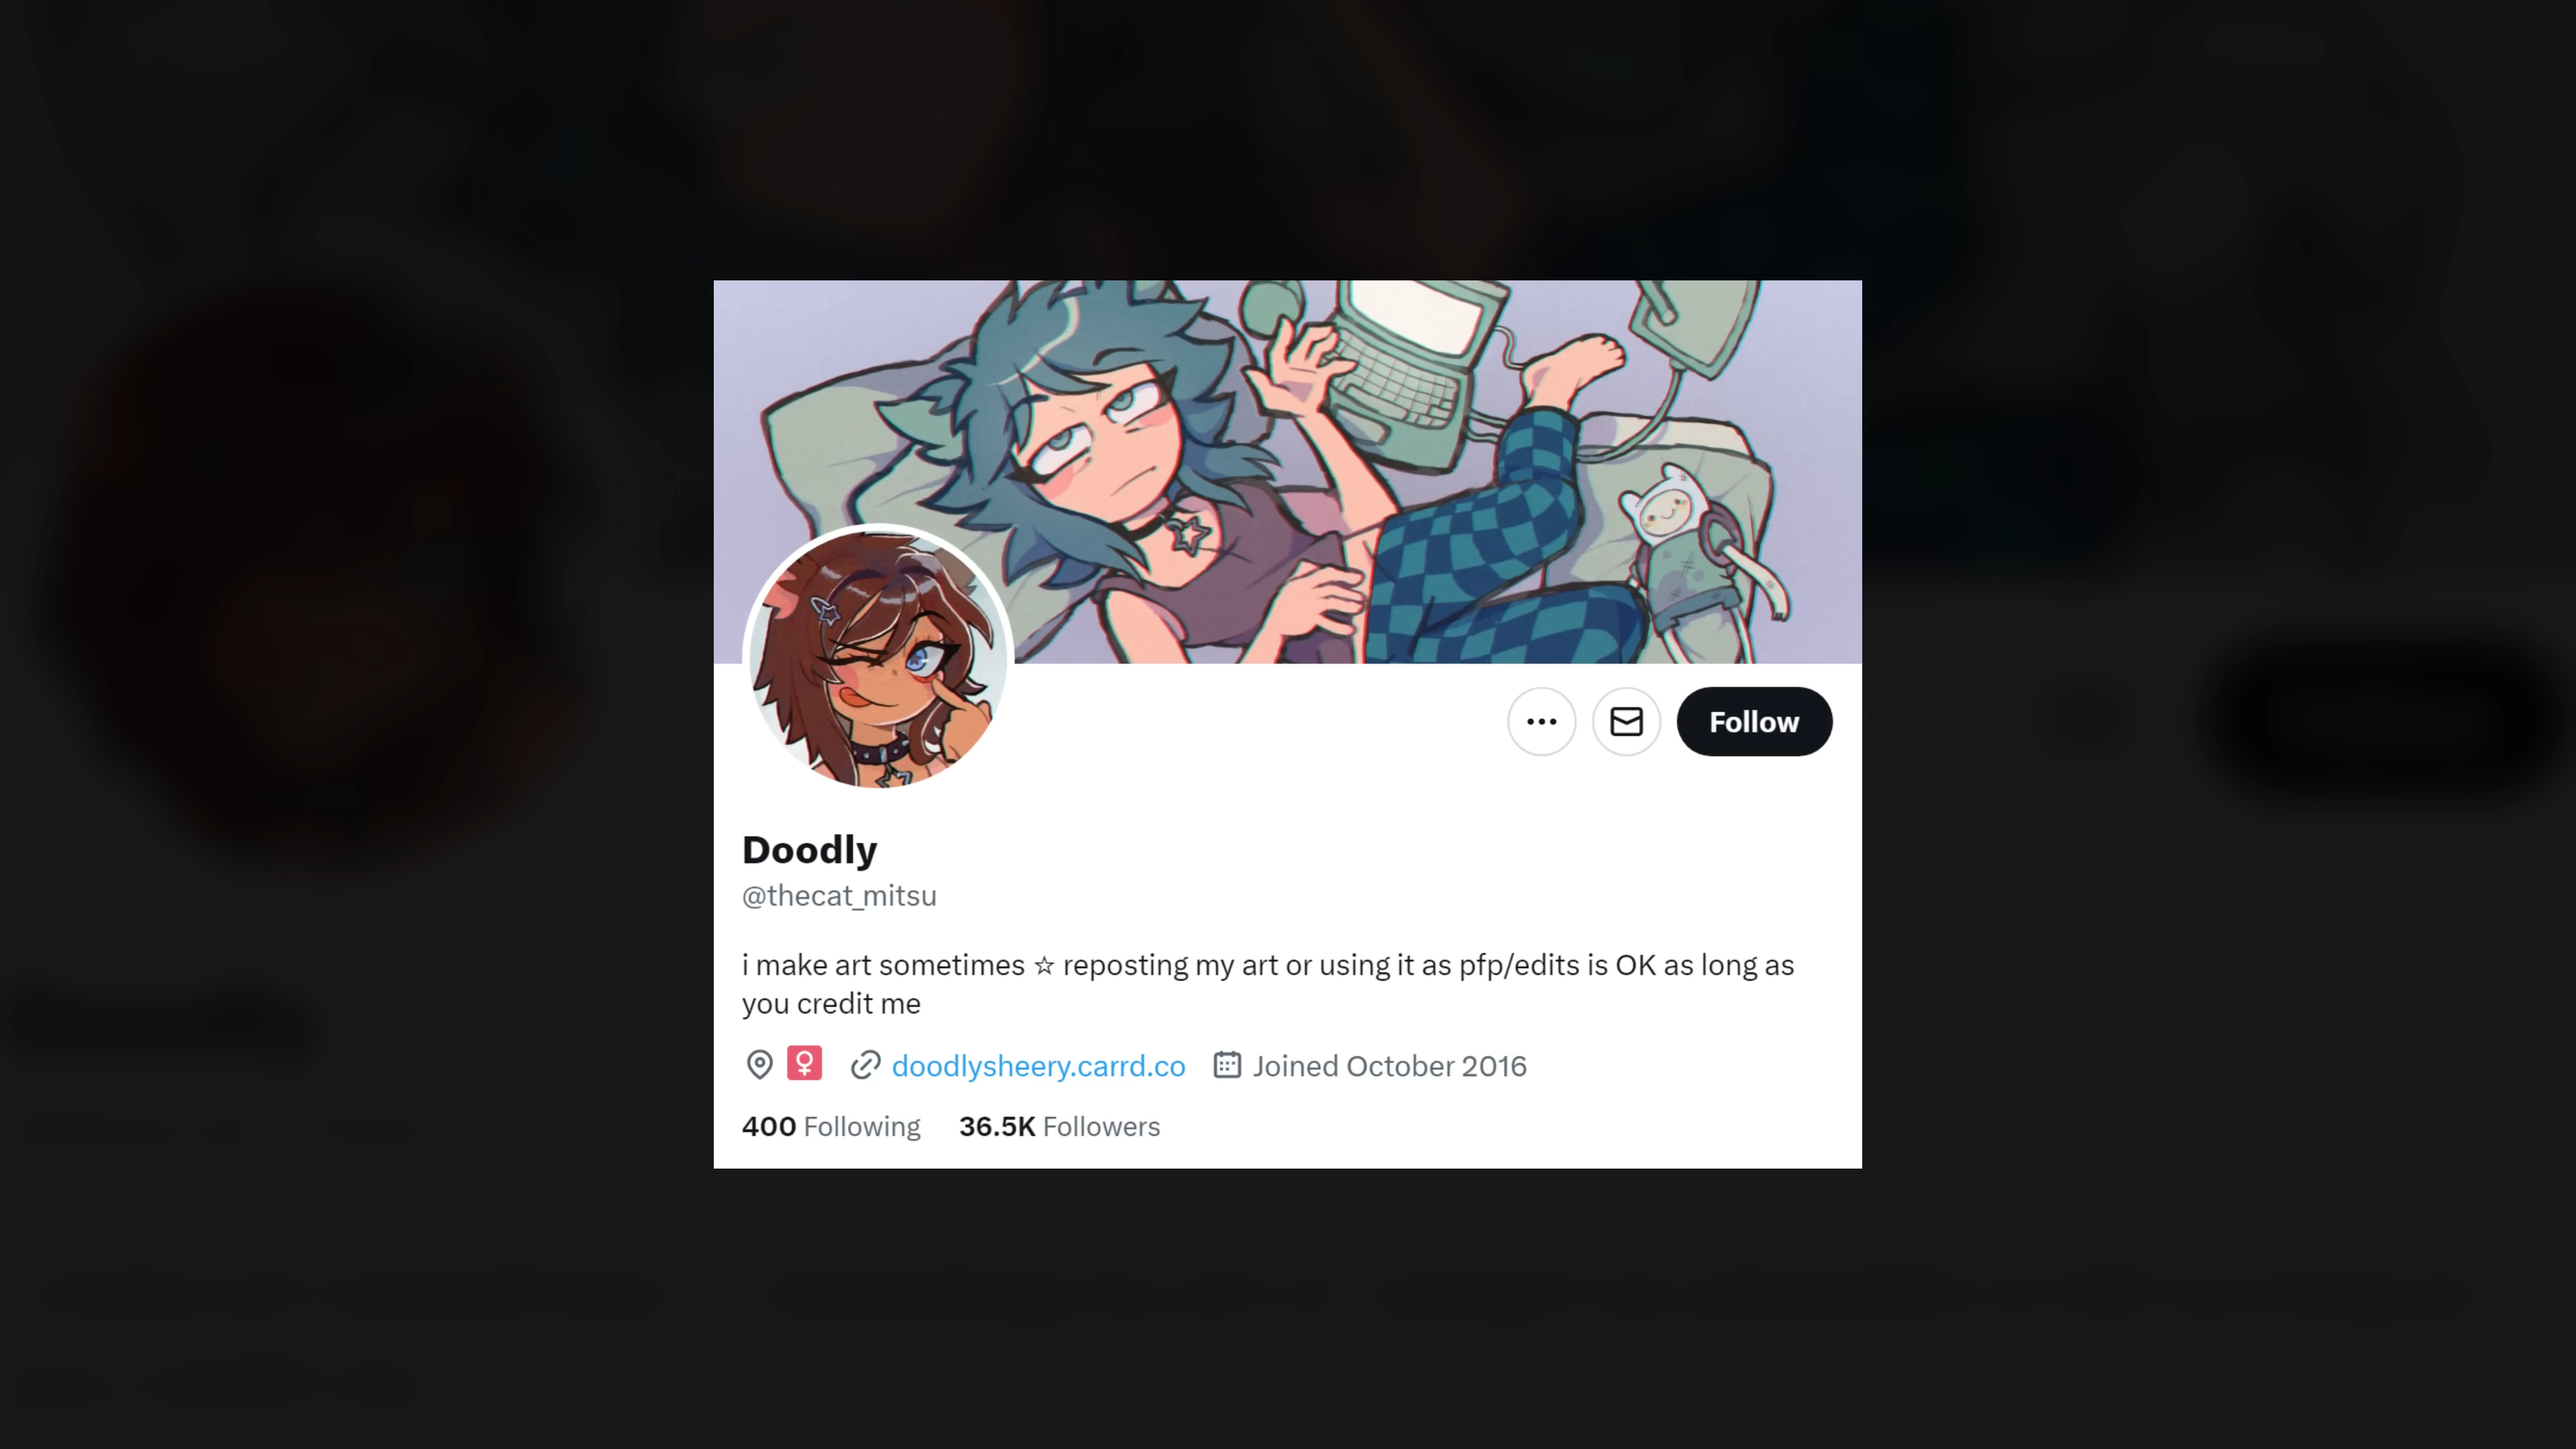 Follow
Doodly
@thecat_mitsu
i make art sometimes ☆ reposting my art or using it as pfp/edits is OK as long as
you credit me
doodlysheery.carrd.co Joined October 2016
400 Following 36.5K Followers